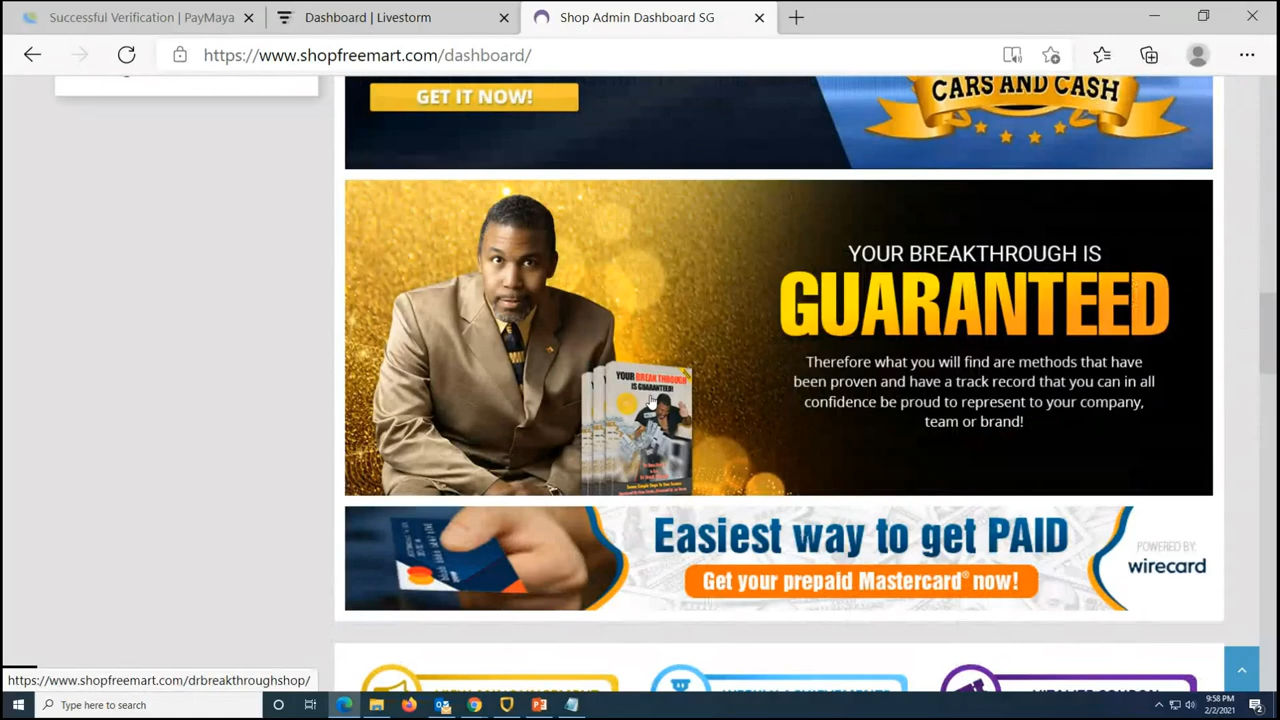 Successful Verification | PayMaya
Dashboard | Livestorm
Shop Admin Dashboard SG
https://www.shopfreemart.com/dashboard/
GET IT NOW!
CARS AND CASH
YOUR BREAKTHROUGH IS
GUARANTEED
Therefore what you will find are methods that have
been proven and have a track record that you can in all
confidence be proud to represent to your company,
team or brand!
YOUR BREAK THROUGH
IS GUARANTEED!
Easiest way to get PAID
Get your prepaid Mastercard® now!
POWERED BY:
wirecard
https://www.shopfreemart.com/drbreakthroughshop/
Type here to search
9:58 PM
2/2/2021
2